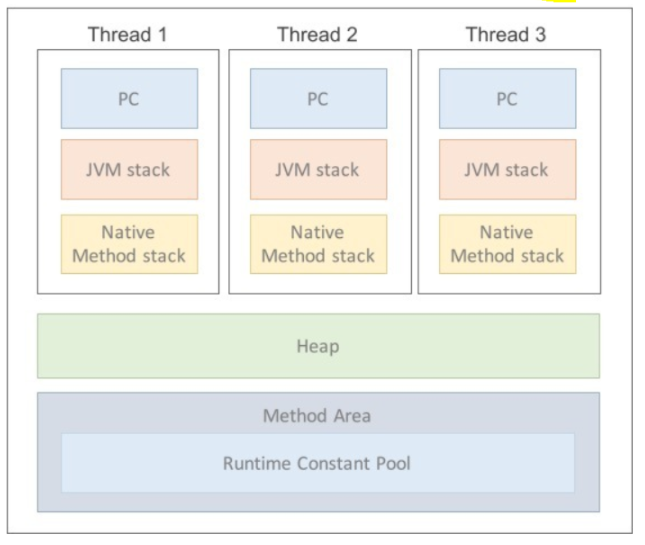 Thread 1
Thread 2
Thread 3
PC
PC
PC
JVM stack
JVM stack
JVM stack
Native
Method stack
Native
Method stack
Native
Method stack
Heap
Method Area
Runtime Constant Pool